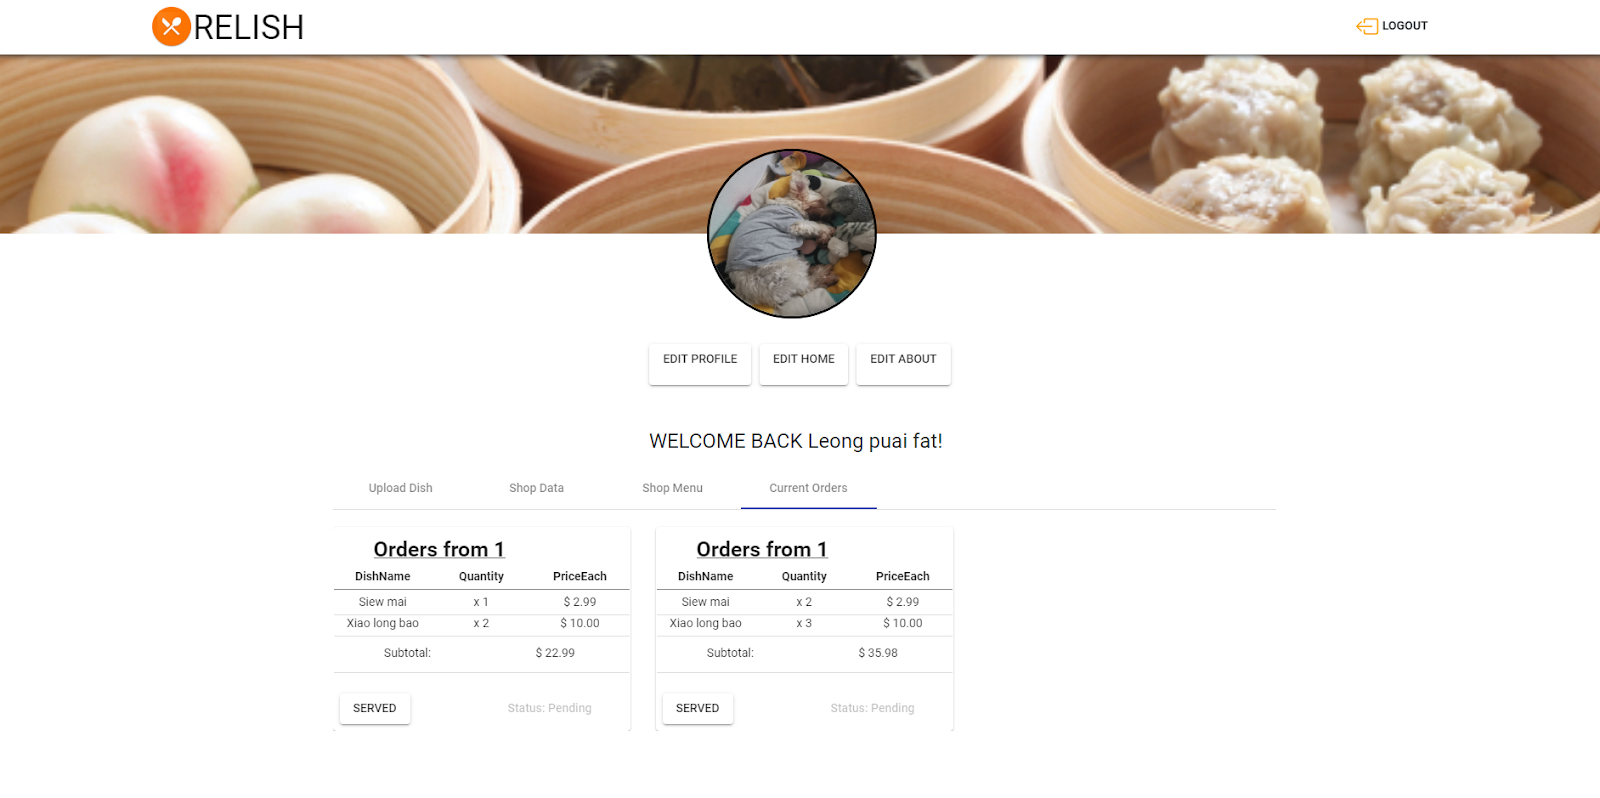 RELISH
LOGOUT
EDIT PROFILE EDIT HOME EDIT ABOUT
WELCOME BACK Leong puai fat!
Upload Dish Shop Data Shop Menu Current Orders
Orders from 1
DishName Quantity PriceEach
Siew mai x 1 $ 2.99
Xiao long bao x 2 $ 10.00
Subtotal: $ 22.99
SERVED Status: Pending
Orders from 1
DishName Quantity PriceEach
Siew mai x 2 $ 2.99
Xiao long bao x 3 $ 10.00
Subtotal: $ 35.98
SERVED Status: Pending